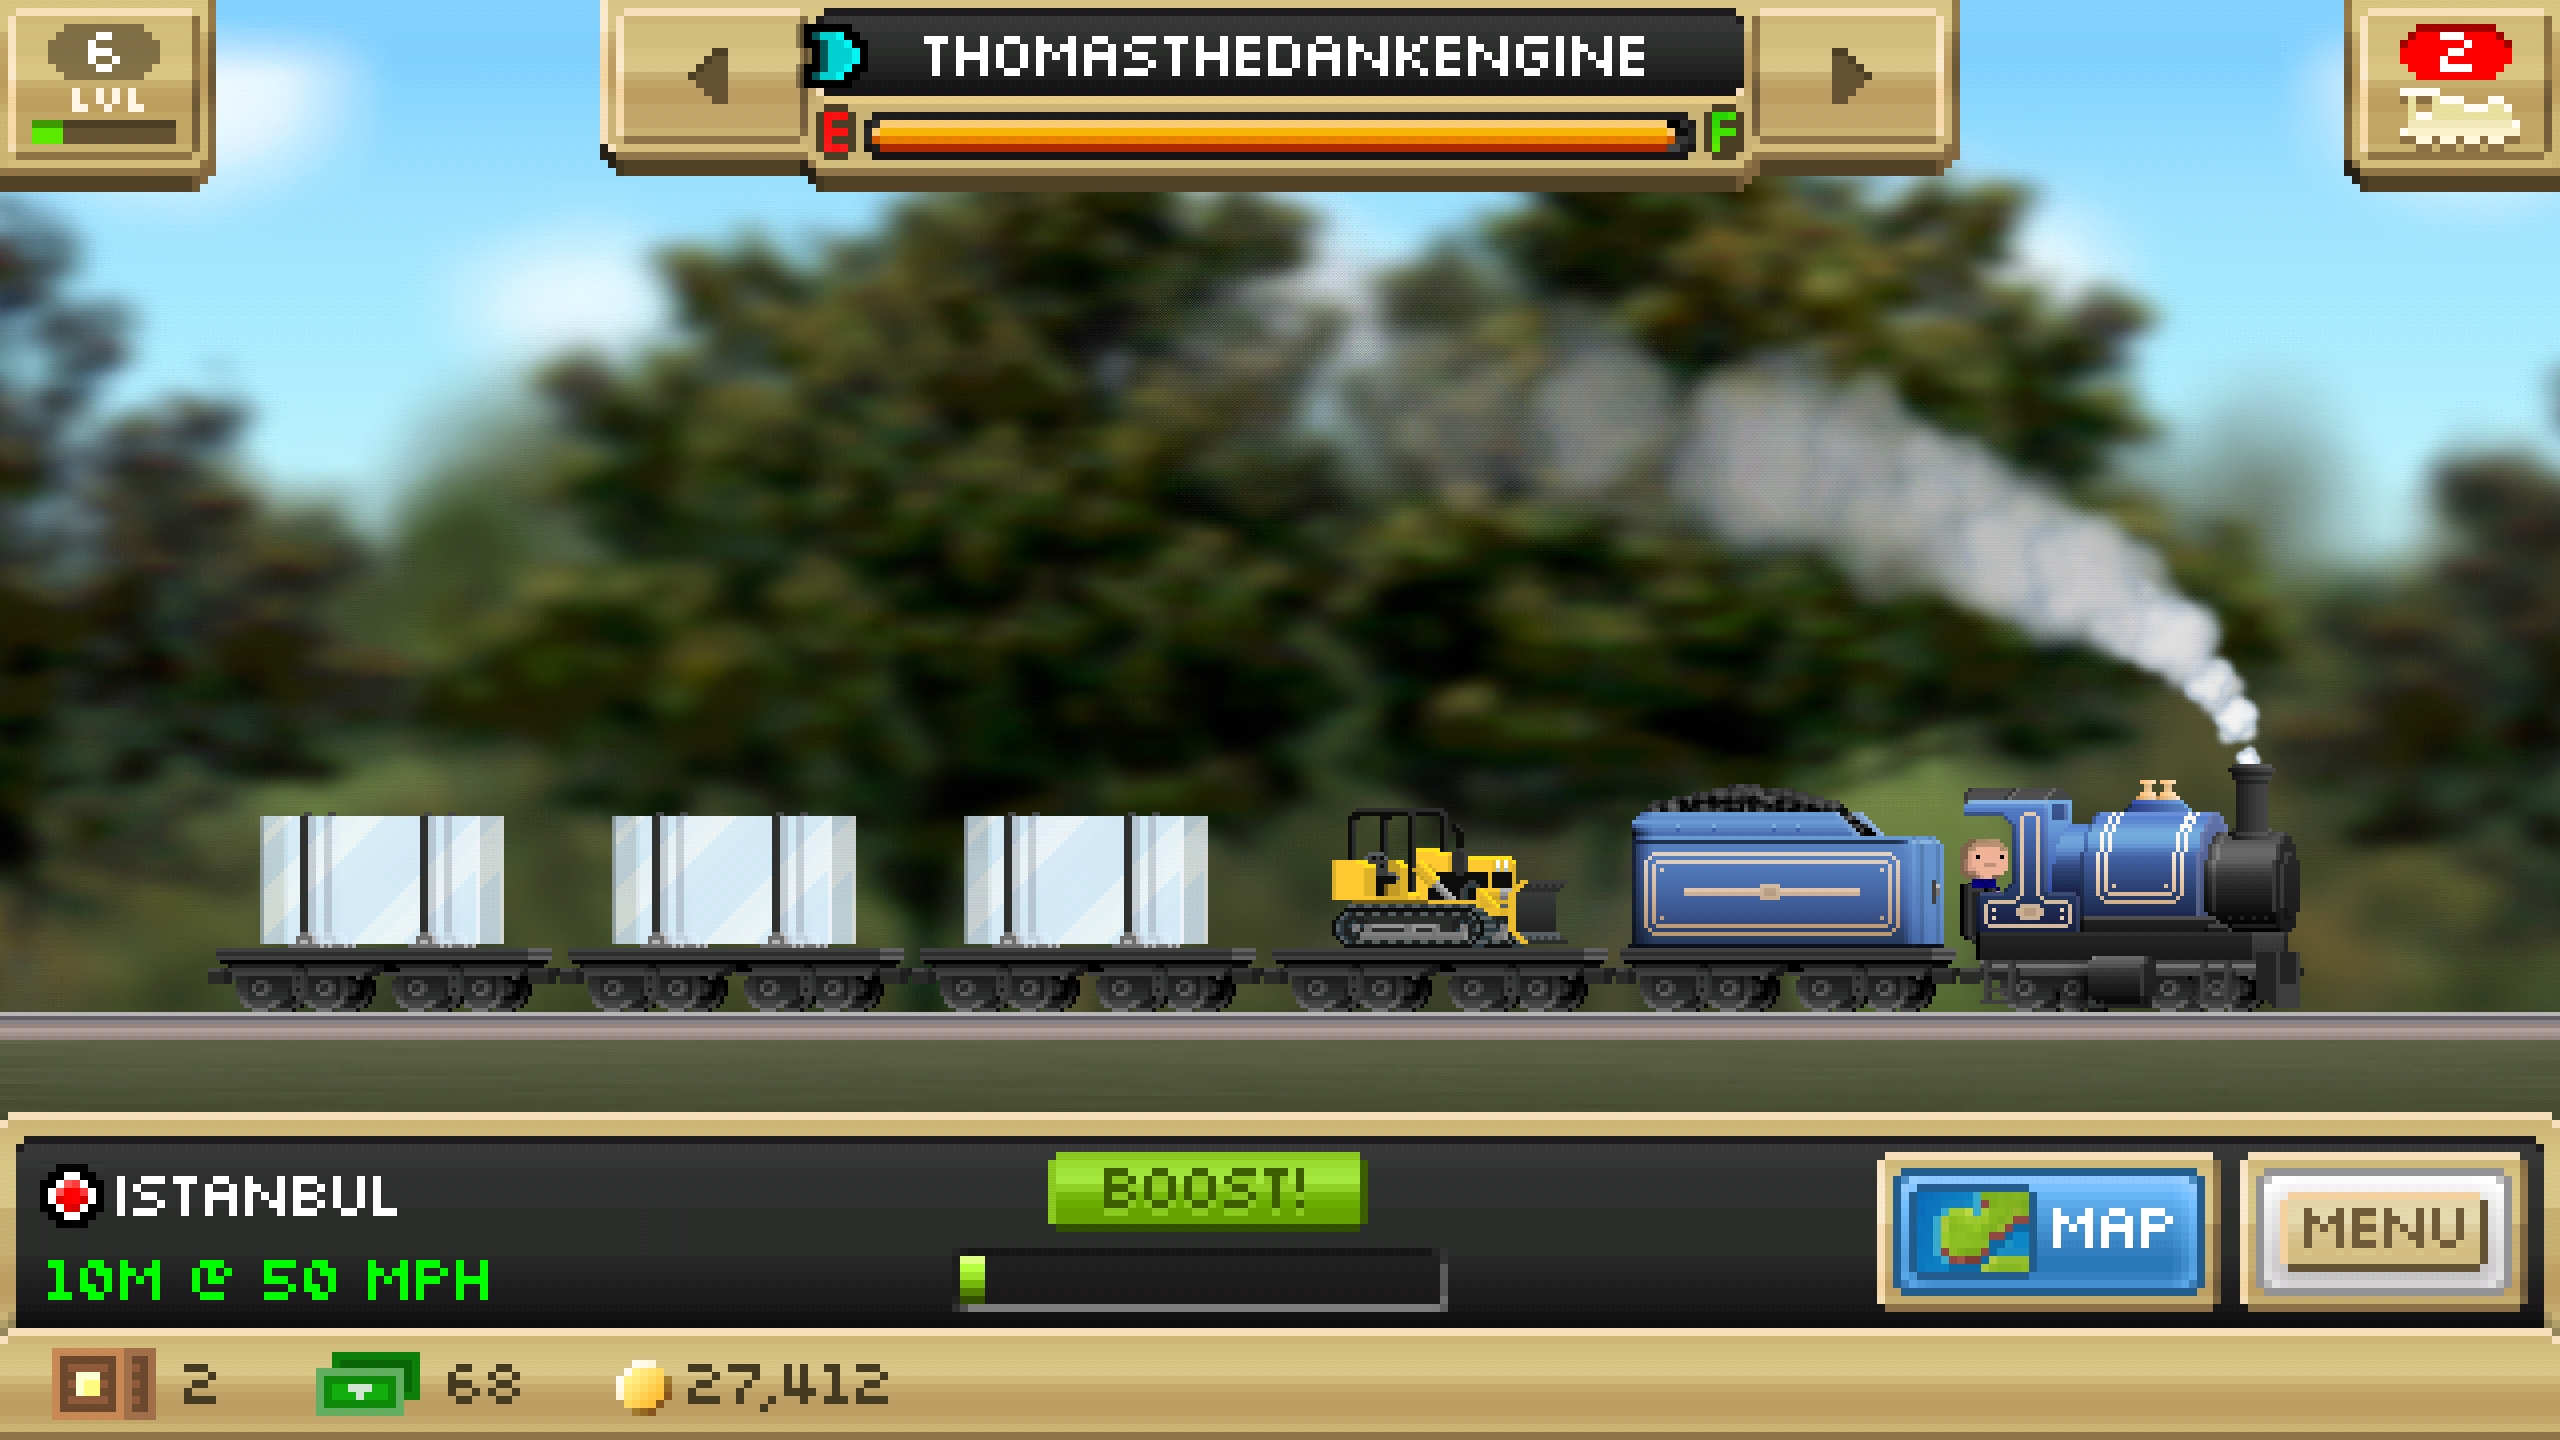 6
LVL
THOMASTHEDANKENGINE
E F
2
ISTANBUL
10M @ 50 MPH
BOOST!
MAP
MENU
2 68 27,412